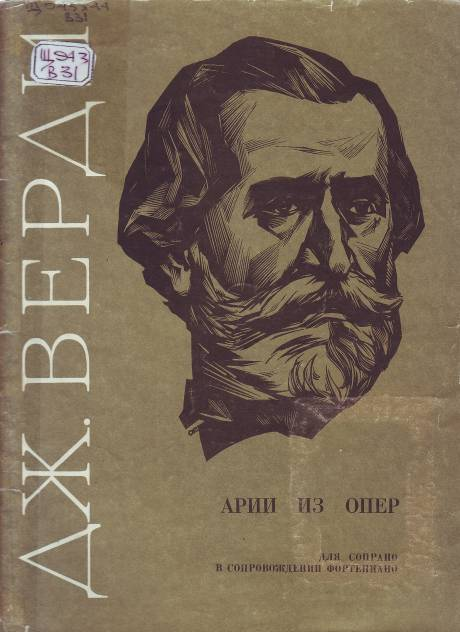 Щ943
В31
ДЖ. ВЕРДИ
АРИИ ИЗ ОПЕР
ДЛЯ СОПРАНО
В СОПРОВОЖДЕНИИ ФОРТЕПИАНО